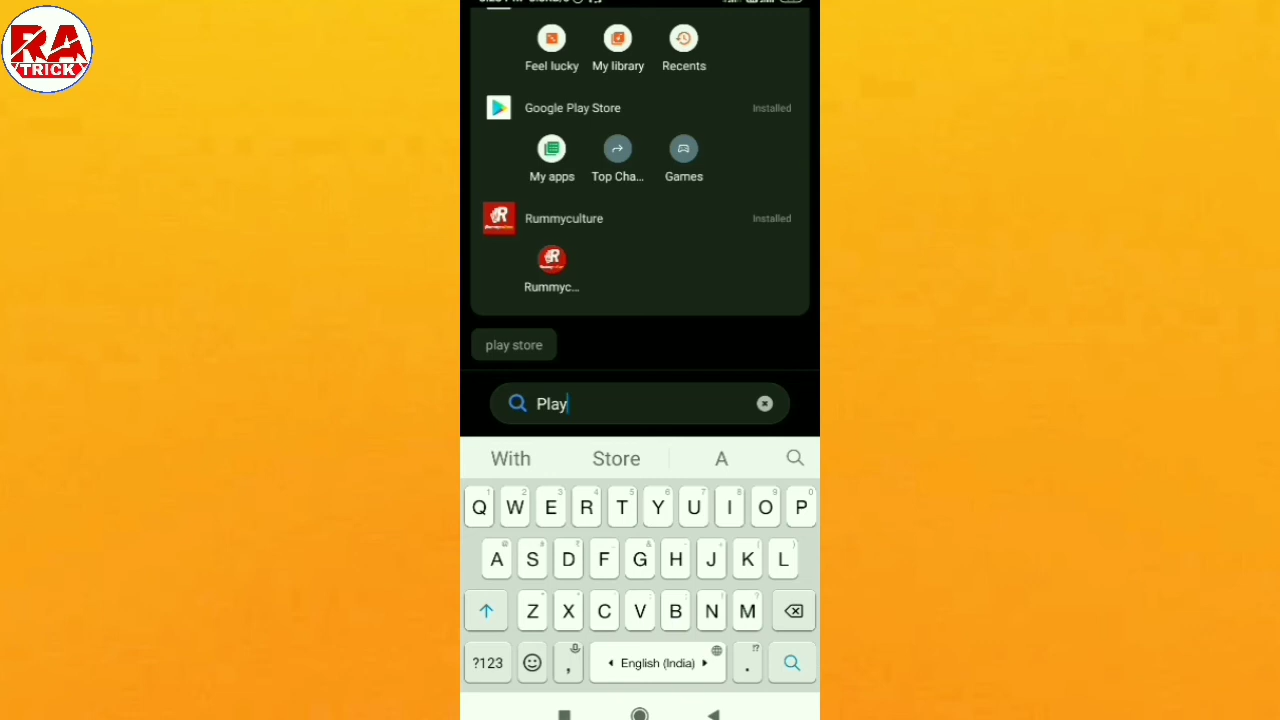 RA
TRICK
Feel lucky My library Recents
Google Play Store Installed
My apps Top Cha... Games
Rummyculture Installed
Rummyc...
play store
Play
With Store A
Q W E R T Y U I O P
A S D F G H J K L
Z X C V B N M
?123 , English (India) .